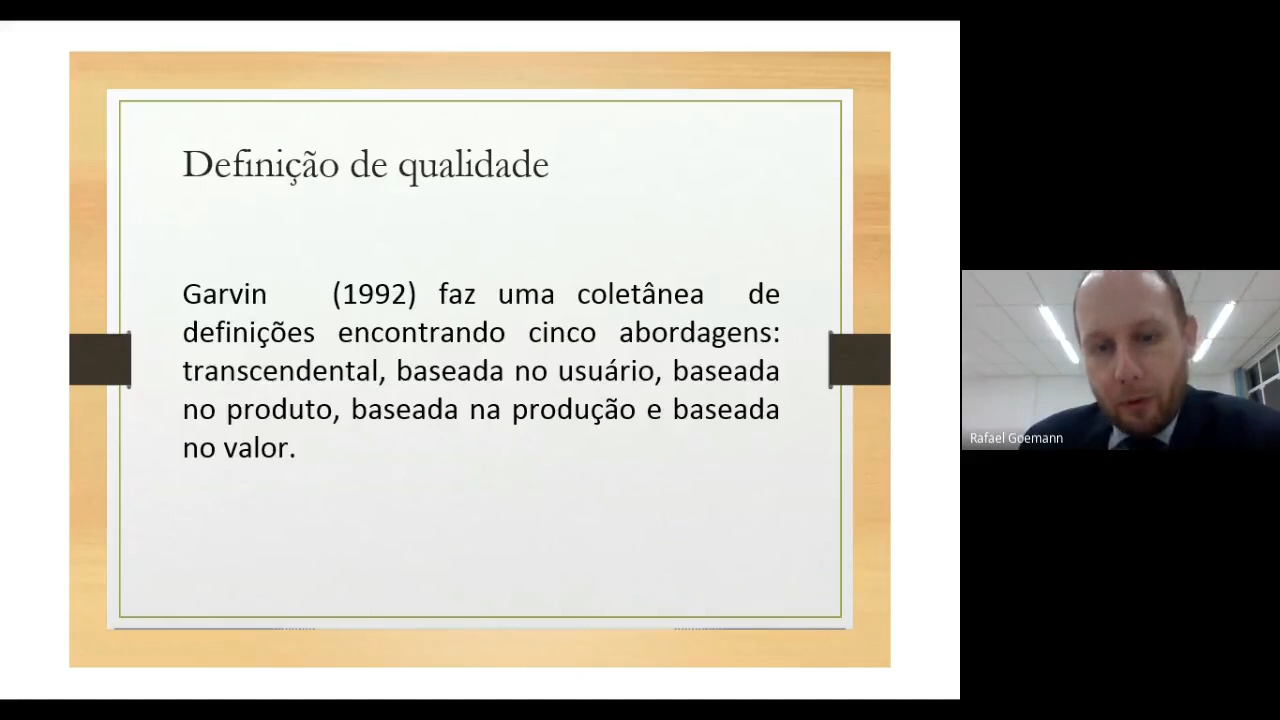 Definição de qualidade
Garvin (1992) faz uma coletânea de
definições encontrando cinco abordagens:
transcendental, baseada no usuário, baseada
no produto, baseada na produção e baseada
no valor.
Rafael Goemann